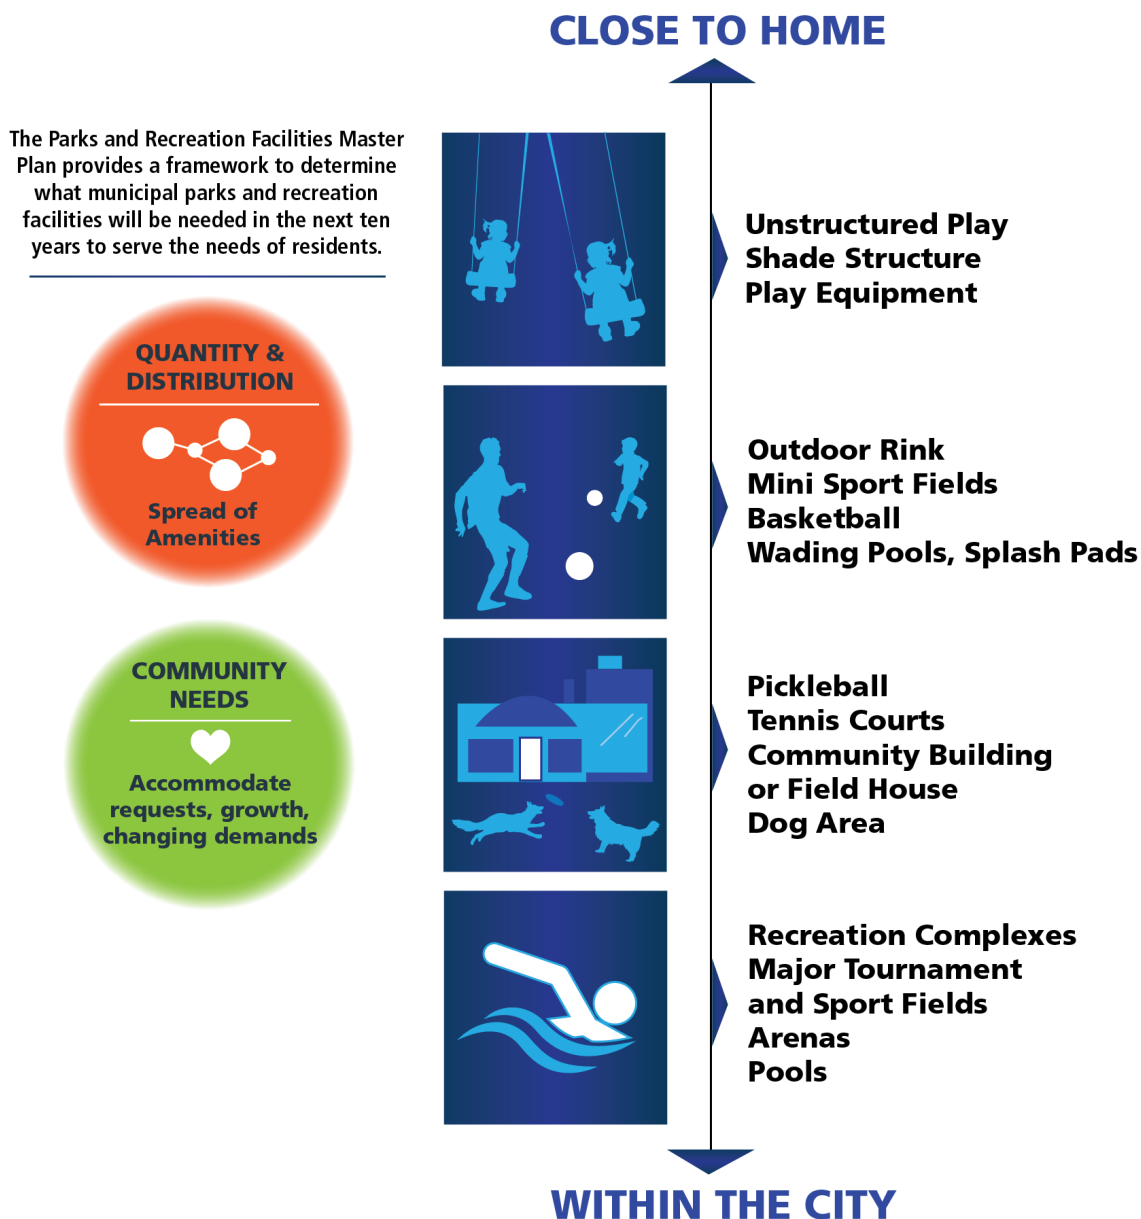 CLOSE TO HOME
The Parks and Recreation Facilities Master
Plan provides a framework to determine
what municipal parks and recreation
facilities will be needed in the next ten
years to serve the needs of residents.
QUANTITY &
DISTRIBUTION
Spread of
Amenities
COMMUNITY
NEEDS
Accommodate
requests, growth,
changing demands
Unstructured Play
Shade Structure
Play Equipment
Outdoor Rink
Mini Sport Fields
Basketball
Wading Pools, Splash Pads
Pickleball
Tennis Courts
Community Building
or Field House
Dog Area
Recreation Complexes
Major Tournament
and Sport Fields
Arenas
Pools
WITHIN THE CITY